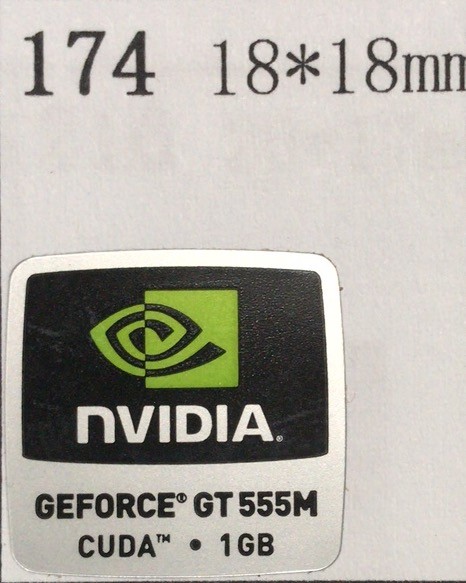 174 18*18mm
NVIDIA®
GEFORCE® GT 555M
CUDA™ • 1GB